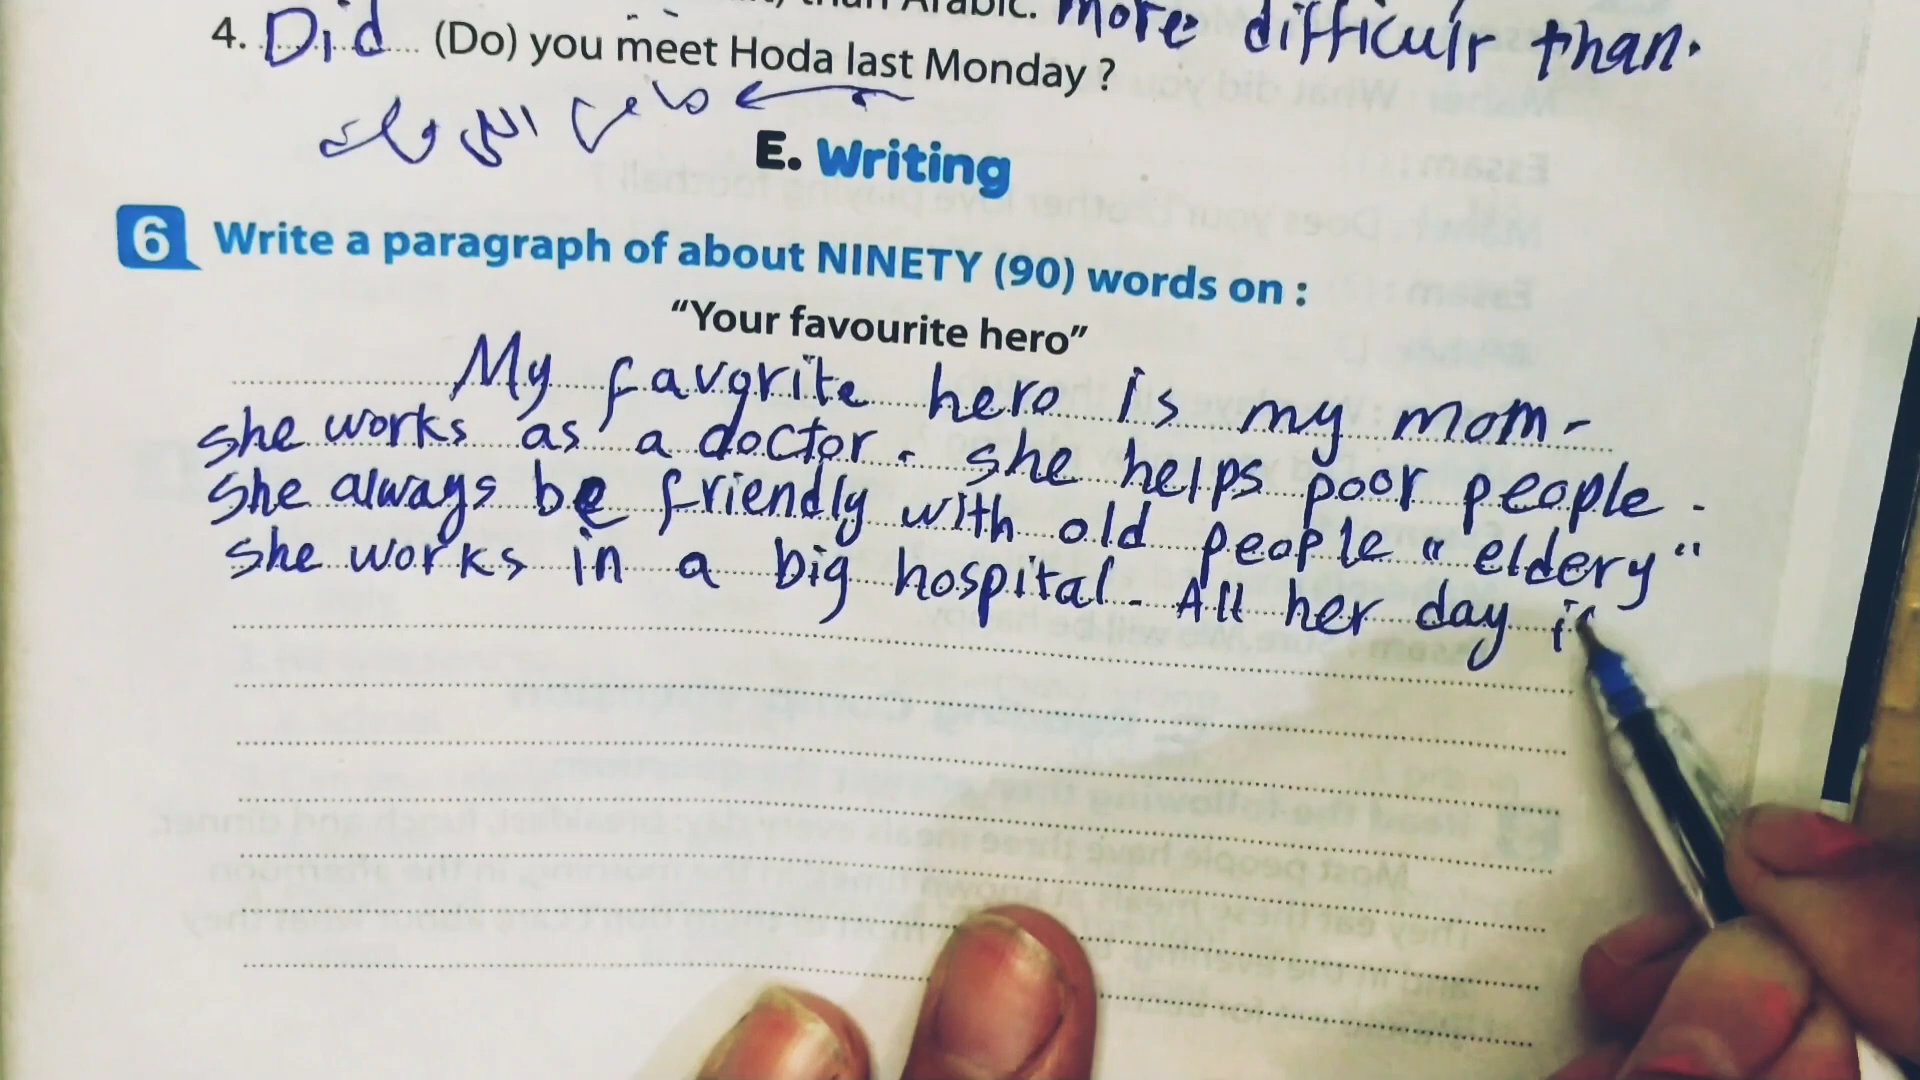 than Arabic. more difficult than.
4. Did (Do) you meet Hoda last Monday ?
E. Writing
6 Write a paragraph of about NINETY (90) words on :
"Your favourite hero"
My favorite hero is my mom.
she works as a doctor. she helps poor people.
she always be friendly with old people "eldery"
she works in a big hospital. All her day i